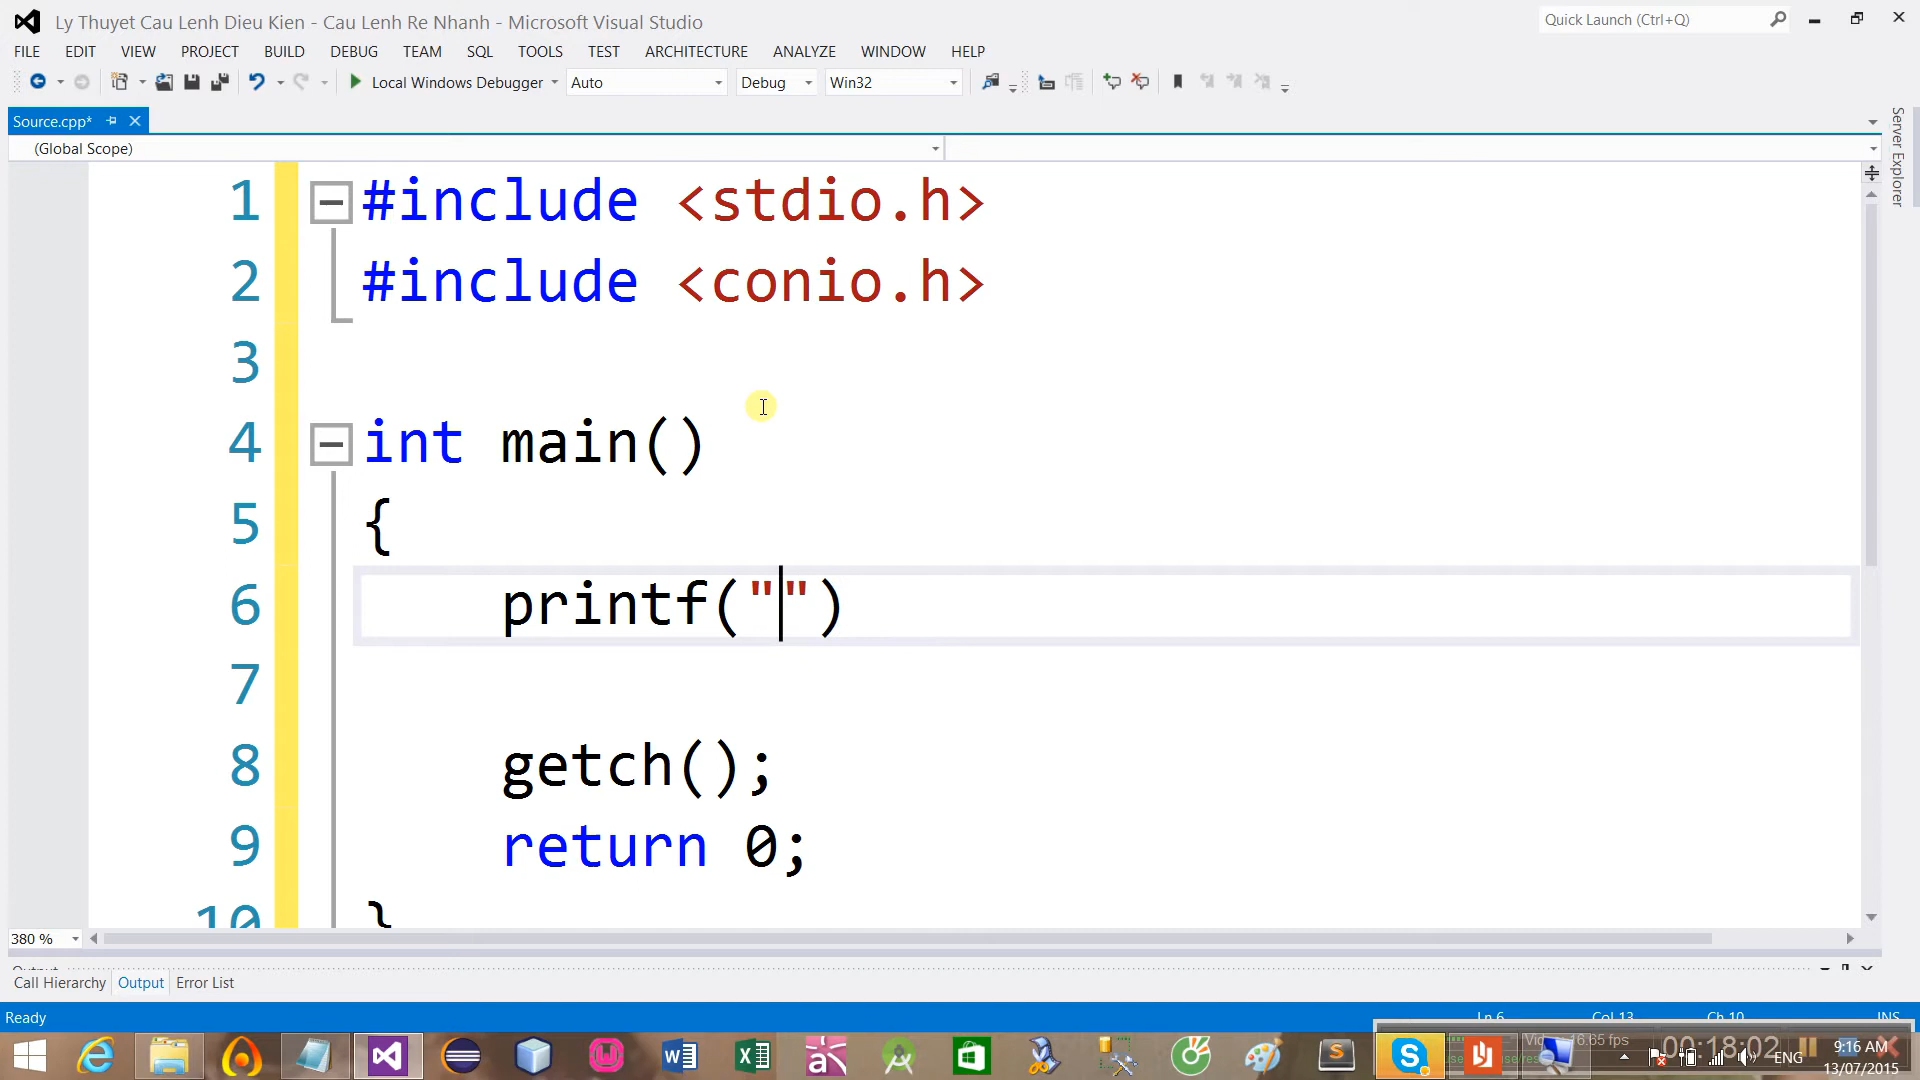 Ly Thuyet Cau Lenh Dieu Kien - Cau Lenh Re Nhanh - Microsoft Visual Studio
Quick Launch (Ctrl+Q)
FILE EDIT VIEW PROJECT BUILD DEBUG TEAM SQL TOOLS TEST ARCHITECTURE ANALYZE WINDOW HELP
Local Windows Debugger Auto Debug Win32
Source.cpp*
Server Explorer
(Global Scope)
1 #include <stdio.h>
2 #include <conio.h>
3
4 int main()
5 {
6 printf("")
7
8 getch();
9 return 0;
10 }
380 %
Output
Call Hierarchy Output Error List
Ready Ln 6 Col 13 Ch 10 INS
00:18:02
ENG
9:16 AM
13/07/2015